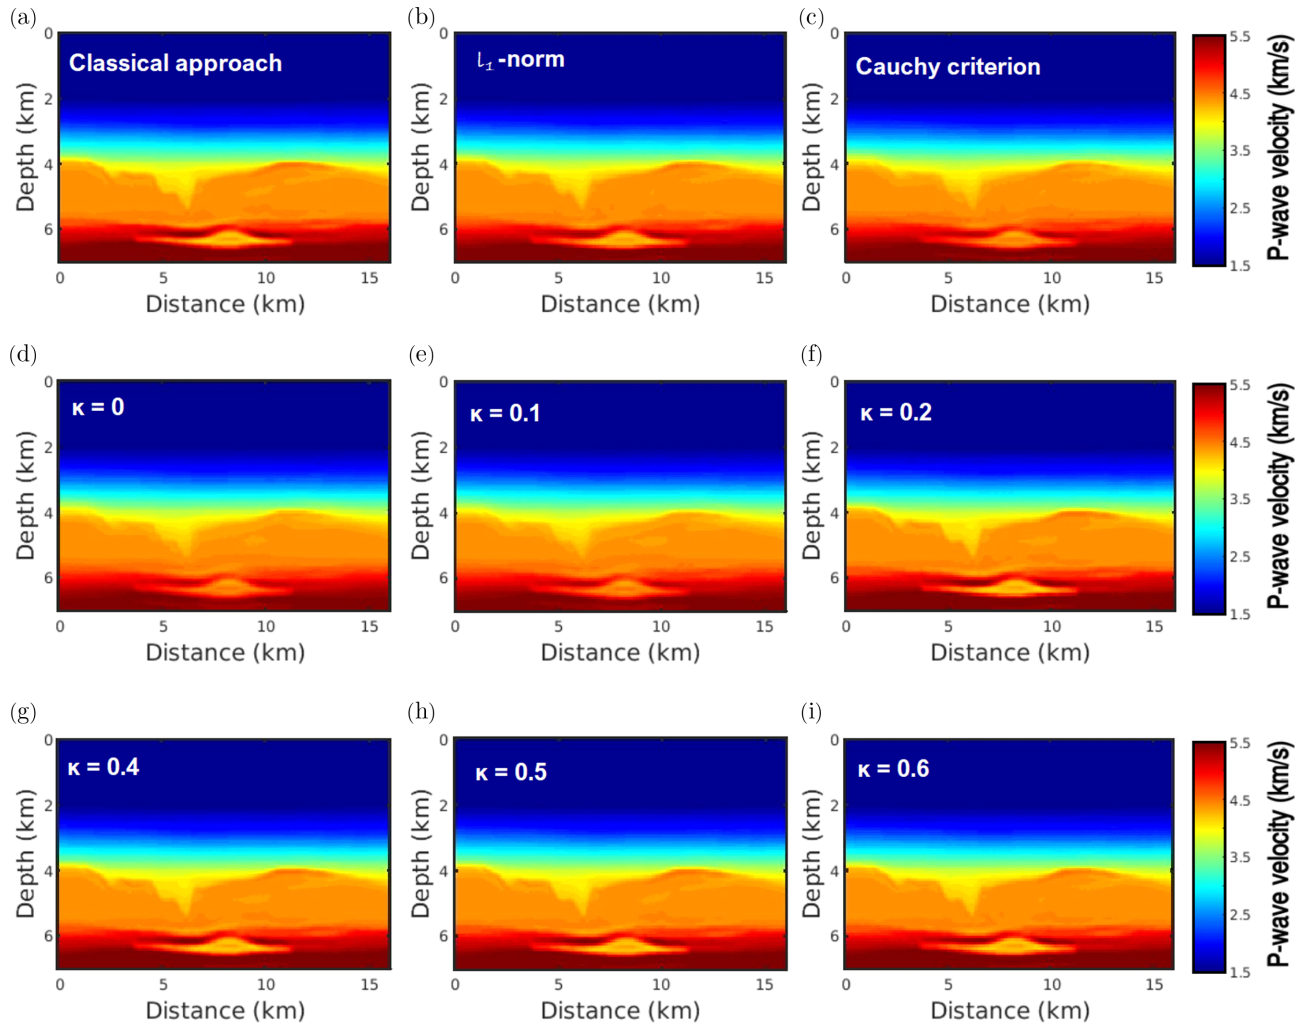 (a) (b) (c)
Classical approach
l₁-norm
Cauchy criterion
0 2 4 6
Depth (km)
0 5 10 15
Distance (km)
0 2 4 6
Depth (km)
0 5 10 15
Distance (km)
0 2 4 6
Depth (km)
0 5 10 15
Distance (km)
5.5 4.5 3.5 2.5 1.5
P-wave velocity (km/s)
(d) (e) (f)
κ = 0
κ = 0.1
κ = 0.2
0 2 4 6
Depth (km)
0 5 10 15
Distance (km)
0 2 4 6
Depth (km)
0 5 10 15
Distance (km)
0 2 4 6
Depth (km)
0 5 10 15
Distance (km)
5.5 4.5 3.5 2.5 1.5
P-wave velocity (km/s)
(g) (h) (i)
κ = 0.4
κ = 0.5
κ = 0.6
0 2 4 6
Depth (km)
0 5 10 15
Distance (km)
0 2 4 6
Depth (km)
0 5 10 15
Distance (km)
0 2 4 6
Depth (km)
0 5 10 15
Distance (km)
5.5 4.5 3.5 2.5 1.5
P-wave velocity (km/s)